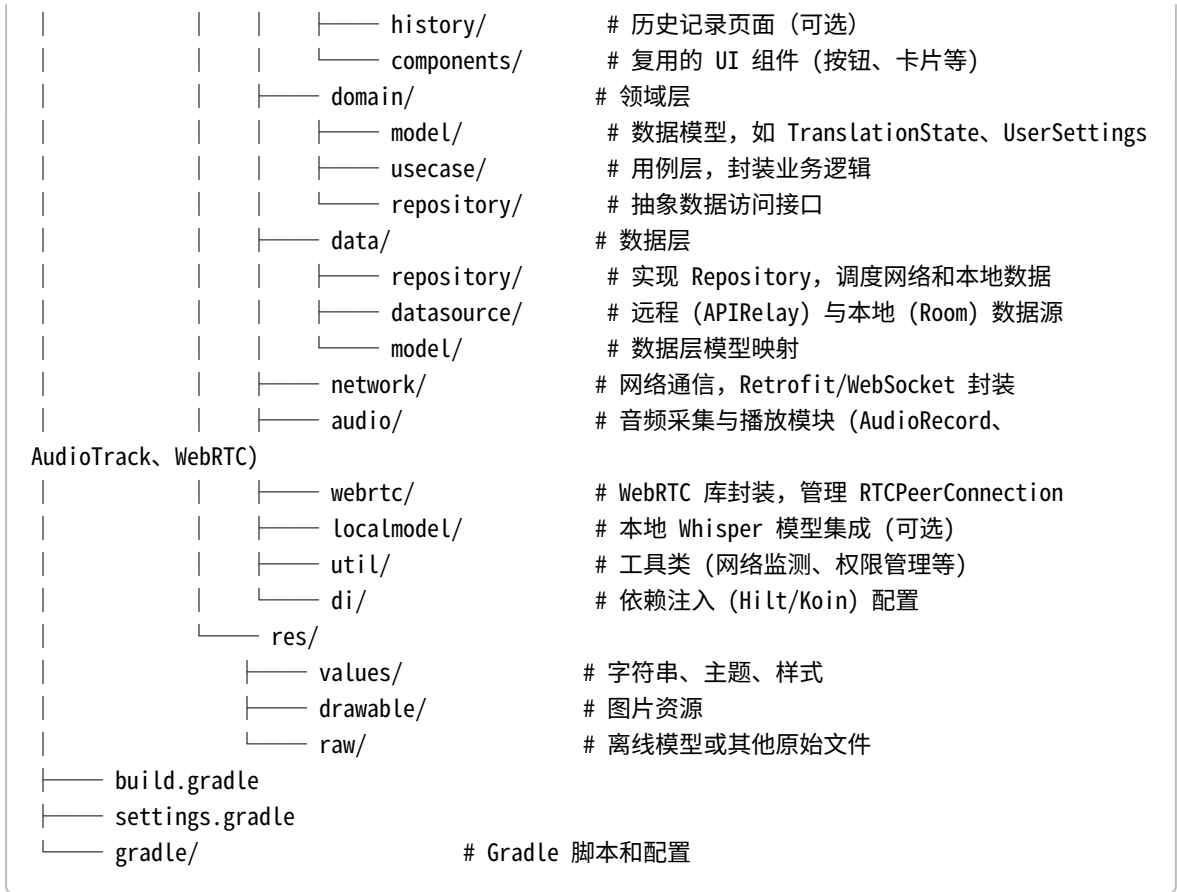 │           │   │   ├── history/          # 历史记录页面（可选）
│           │   │   └── components/       # 复用的 UI 组件（按钮、卡片等）
│           │   ├── domain/               # 领域层
│           │   │   ├── model/            # 数据模型，如 TranslationState、UserSettings
│           │   │   ├── usecase/          # 用例层，封装业务逻辑
│           │   │   └── repository/       # 抽象数据访问接口
│           │   ├── data/                 # 数据层
│           │   │   ├── repository/       # 实现 Repository，调度网络和本地数据
│           │   │   ├── datasource/       # 远程（APIRelay）与本地（Room）数据源
│           │   │   └── model/            # 数据层模型映射
│           │   ├── network/              # 网络通信，Retrofit/WebSocket 封装
│           │   ├── audio/                # 音频采集与播放模块（AudioRecord、
AudioTrack、WebRTC)
│           │   ├── webrtc/               # WebRTC 库封装，管理 RTCPeerConnection
│           │   ├── localmodel/           # 本地 Whisper 模型集成（可选）
│           │   ├── util/                 # 工具类（网络监测、权限管理等）
│           │   └── di/                   # 依赖注入（Hilt/Koin）配置
│           └── res/
│               ├── values/               # 字符串、主题、样式
│               ├── drawable/             # 图片资源
│               └── raw/                  # 离线模型或其他原始文件
├── build.gradle
├── settings.gradle
└── gradle/                      # Gradle 脚本和配置